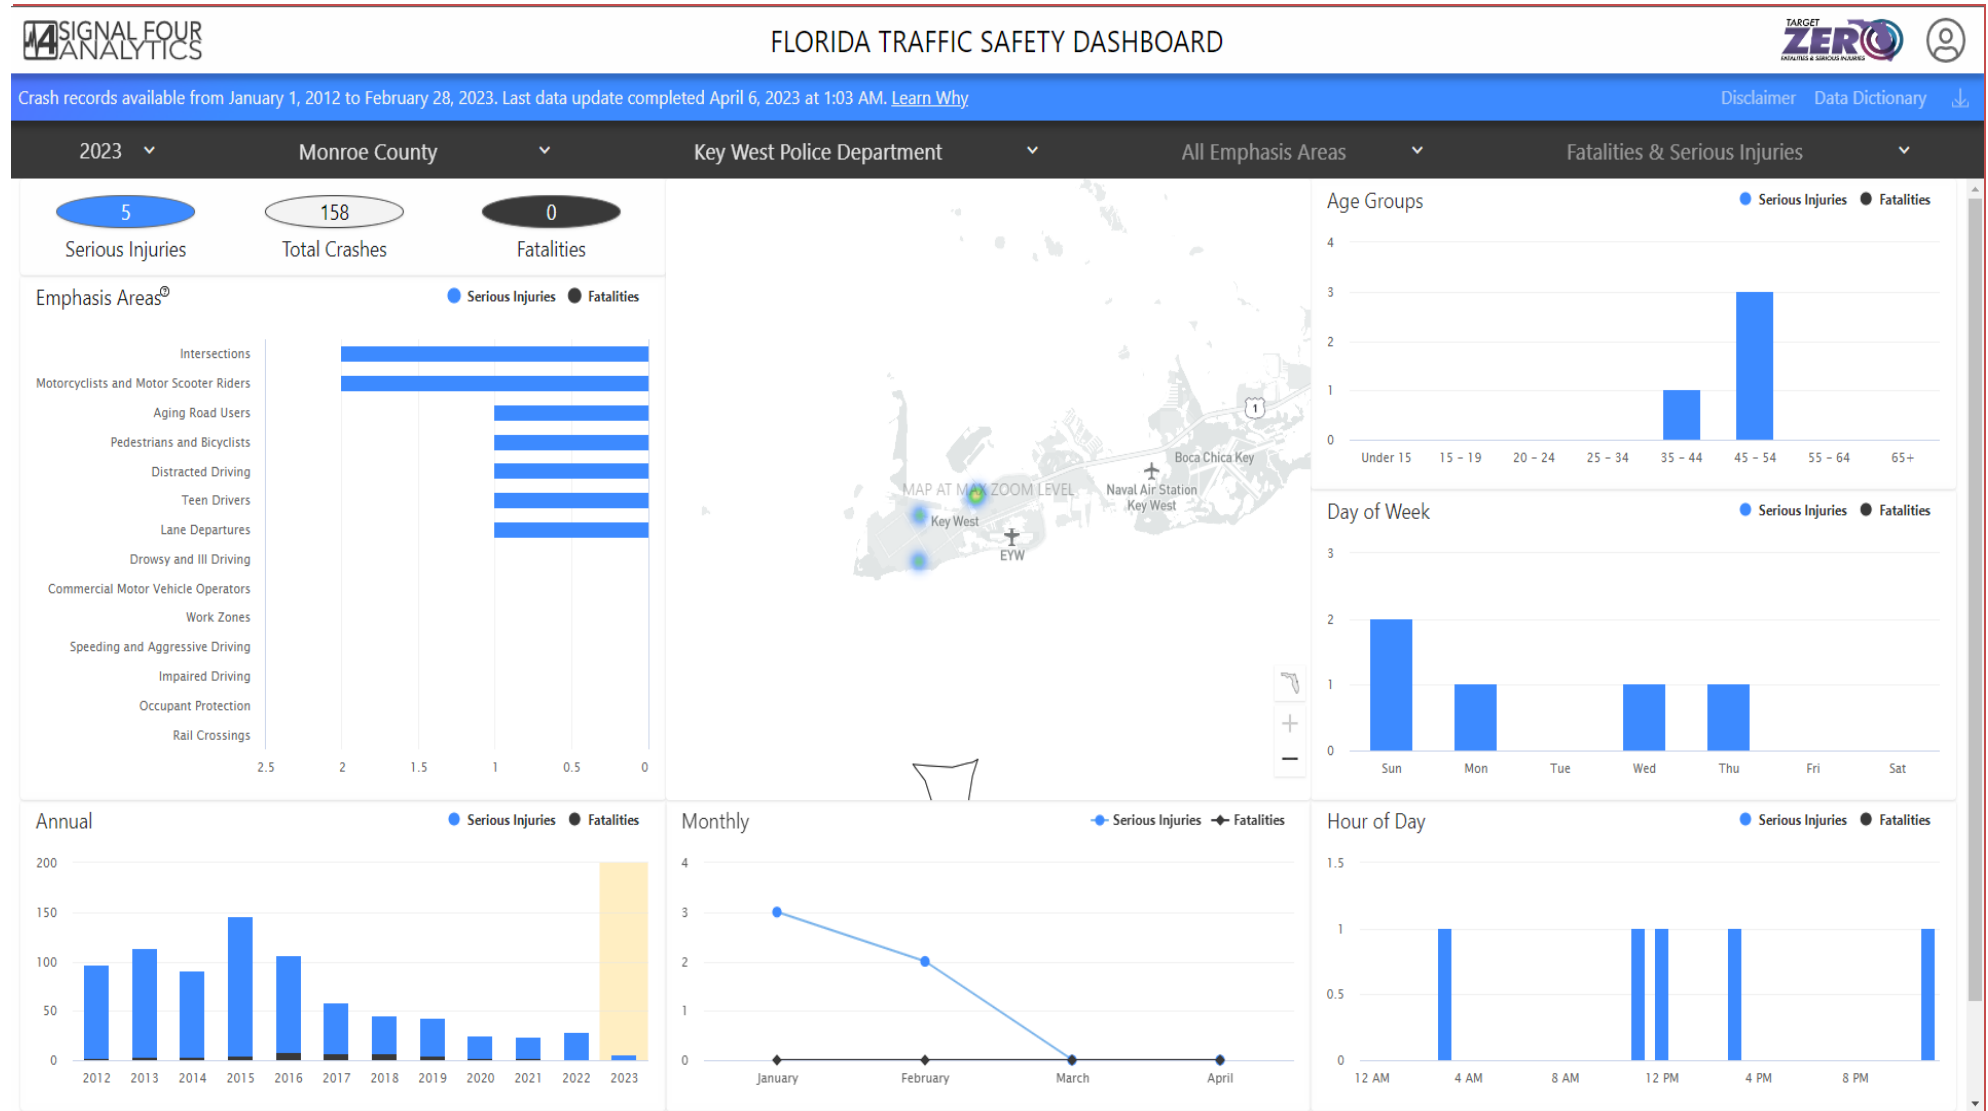 SIGNAL FOUR
ANALYTICS
FLORIDA TRAFFIC SAFETY DASHBOARD
TARGET
ZERO
FATALITIES & SERIOUS INJURIES
Crash records available from January 1, 2012 to February 28, 2023. Last data update completed April 6, 2023 at 1:03 AM. Learn Why
Disclaimer Data Dictionary
2023 Monroe County Key West Police Department All Emphasis Areas Fatalities & Serious Injuries
5 158 0
Serious Injuries Total Crashes Fatalities
Emphasis Areas
Serious Injuries Fatalities
Intersections
Motorcyclists and Motor Scooter Riders
Aging Road Users
Pedestrians and Bicyclists
Distracted Driving
Teen Drivers
Lane Departures
Drowsy and Ill Driving
Commercial Motor Vehicle Operators
Work Zones
Speeding and Aggressive Driving
Impaired Driving
Occupant Protection
Rail Crossings
2.5 2 1.5 1 0.5 0
1
Boca Chica Key
MAP AT MAX ZOOM LEVEL
Naval Air Station
Key West
Key West
EYW
Age Groups
Serious Injuries Fatalities
4
3
2
1
0
Under 15 15 - 19 20 - 24 25 - 34 35 - 44 45 - 54 55 - 64 65+
Day of Week
Serious Injuries Fatalities
3
2
1
0
Sun Mon Tue Wed Thu Fri Sat
Annual
Serious Injuries Fatalities
200
150
100
50
0
2012 2013 2014 2015 2016 2017 2018 2019 2020 2021 2022 2023
Monthly
Serious Injuries Fatalities
4
3
2
1
0
January February March April
Hour of Day
Serious Injuries Fatalities
1.5
1
0.5
0
12 AM 4 AM 8 AM 12 PM 4 PM 8 PM